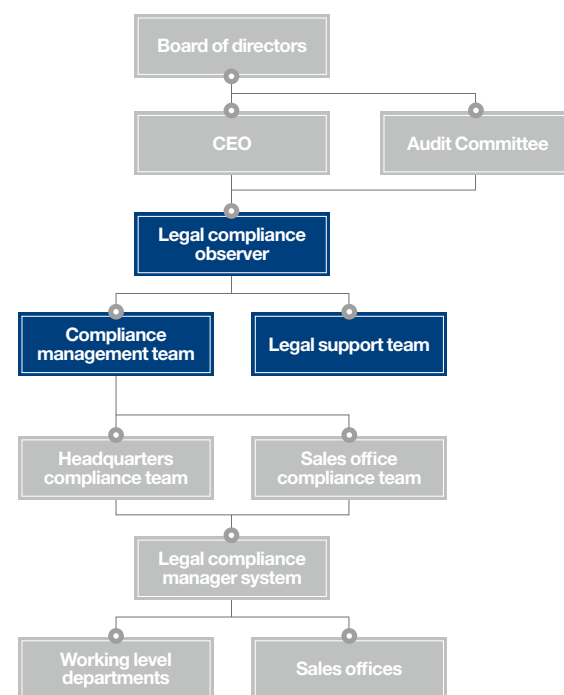 Board of directors
CEO
Audit Committee
Legal compliance
observer
Compliance
management team
Legal support team
Headquarters
compliance team
Sales office
compliance team
Legal compliance
manager system
Working level
departments
Sales offices